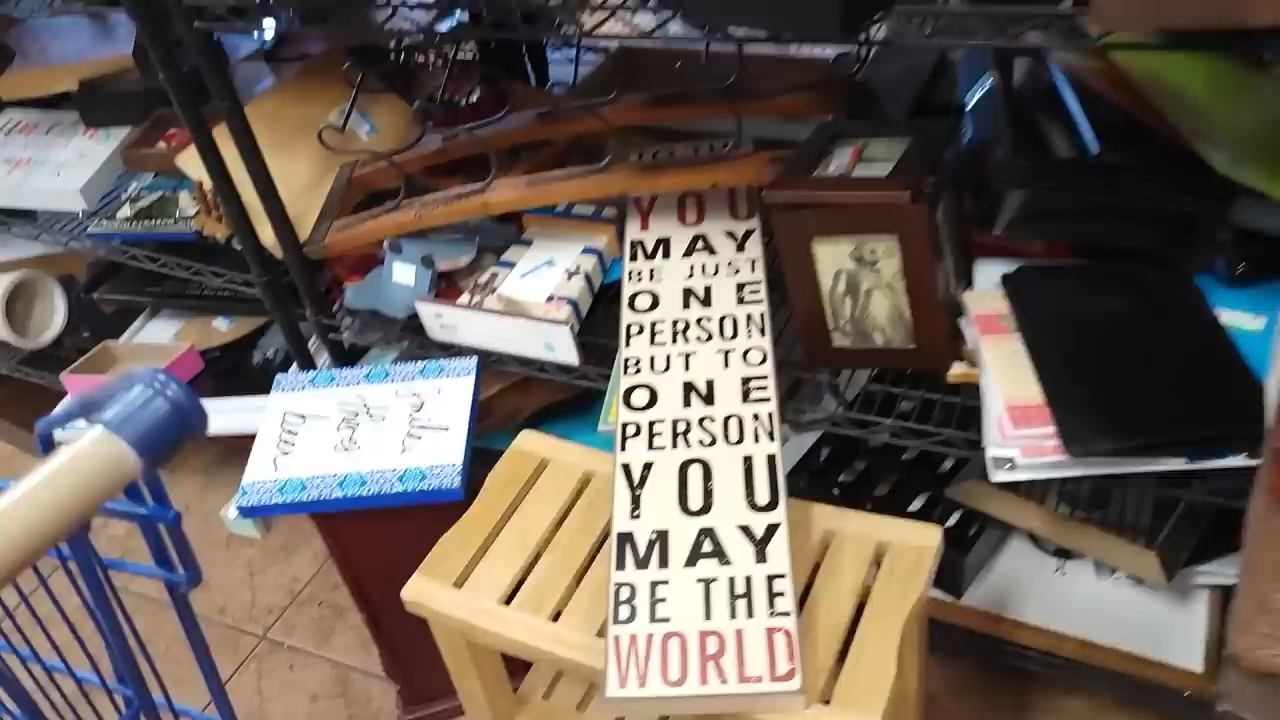 YOU
MAY
BE JUST
ONE
PERSON
BUT TO
ONE
PERSON
YOU
MAY
BE THE
WORLD